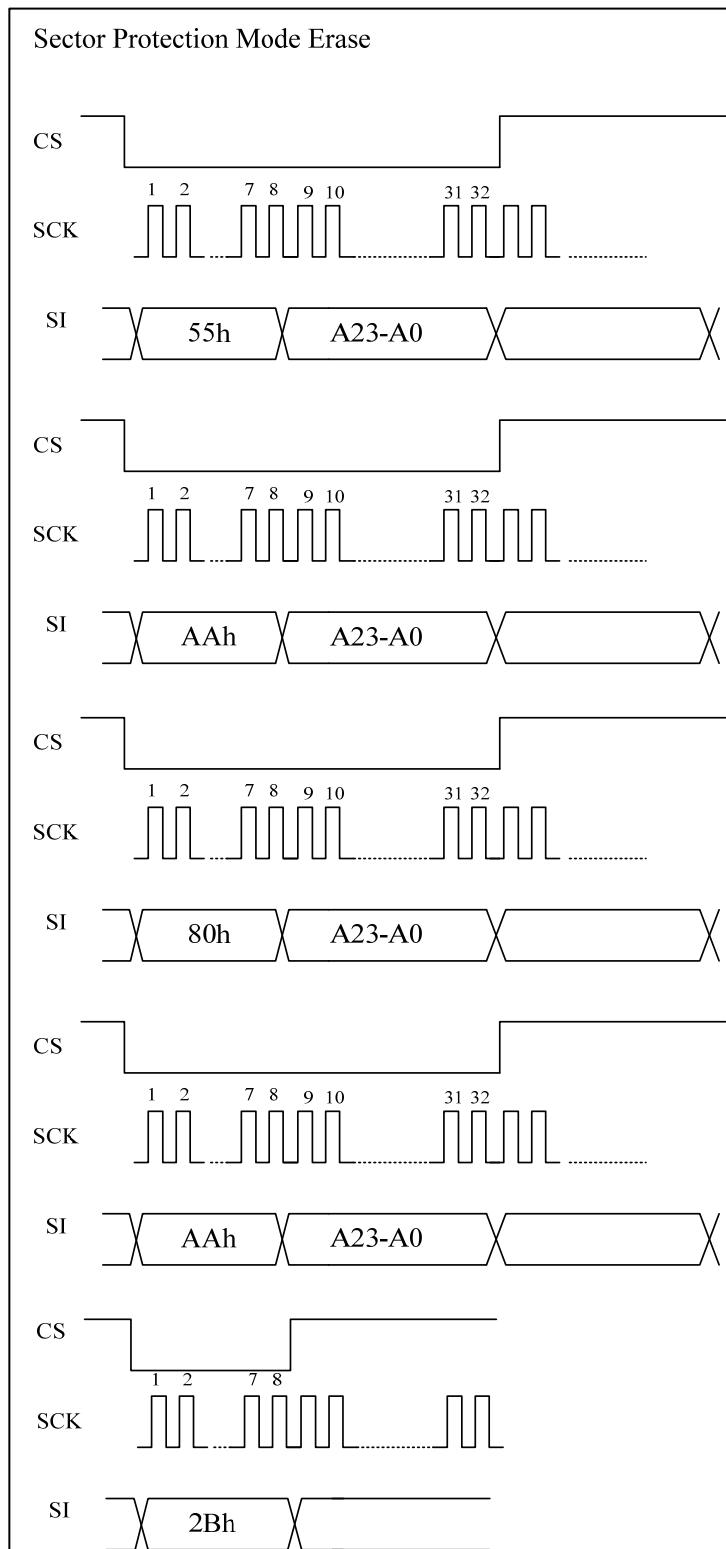 Sector Protection Mode Erase
CS
1 2 7 8 9 10 31 32
SCK
SI 55h A23-A0
CS
1 2 7 8 9 10 31 32
SCK
SI AAh A23-A0
CS
1 2 7 8 9 10 31 32
SCK
SI 80h A23-A0
CS
1 2 7 8 9 10 31 32
SCK
SI AAh A23-A0
CS
1 2 7 8
SCK
SI 2Bh